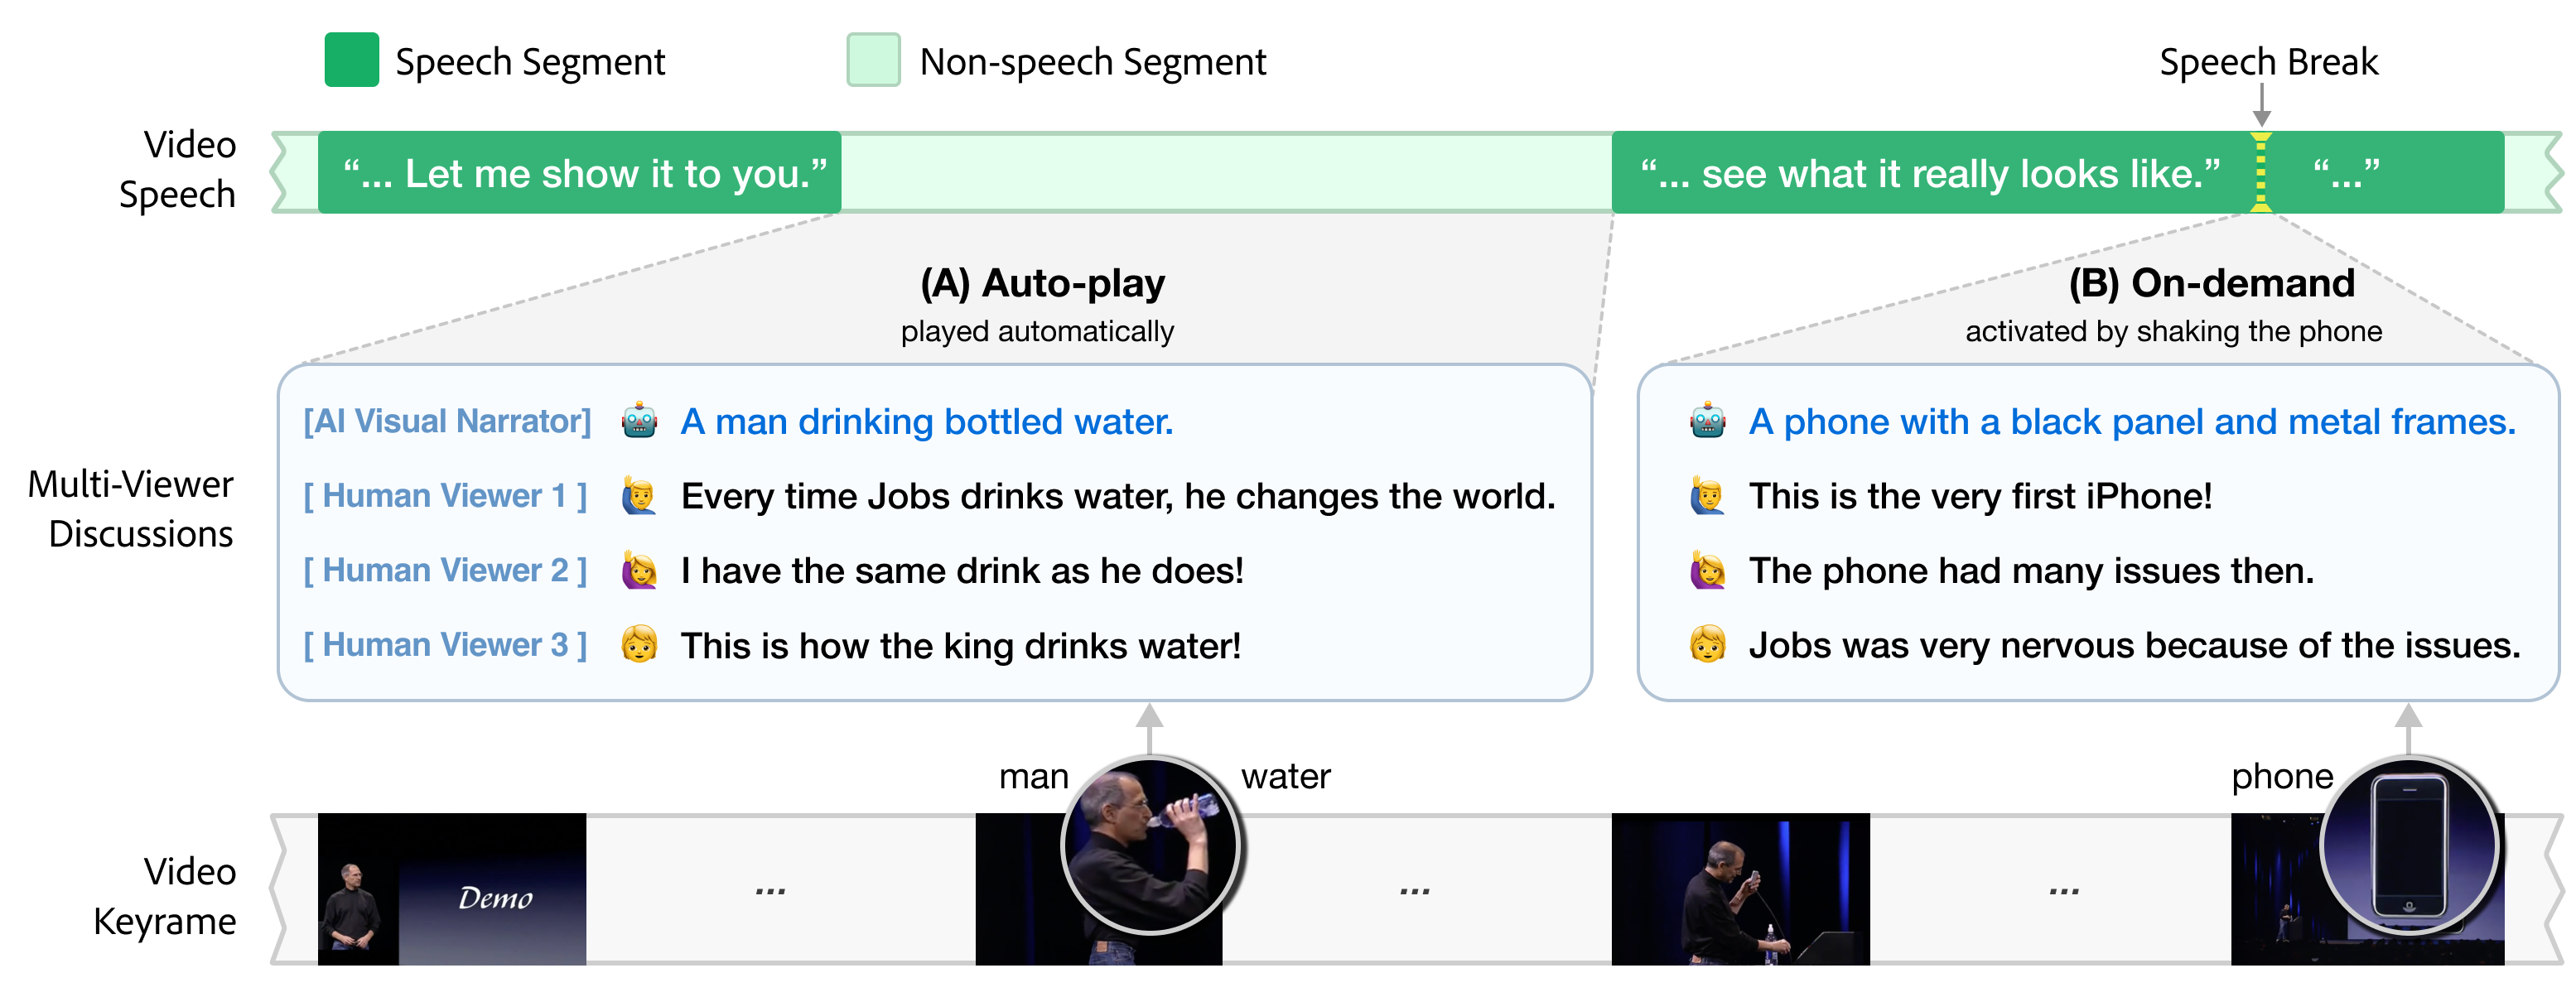 Speech Segment
Non-speech Segment
Speech Break
Video
Speech
“... Let me show it to you.”
“... see what it really looks like.”
“...”
(A) Auto-play
played automatically
(B) On-demand
activated by shaking the phone
Multi-Viewer
Discussions
[AI Visual Narrator] A man drinking bottled water.
[ Human Viewer 1 ] Every time Jobs drinks water, he changes the world.
[ Human Viewer 2 ] I have the same drink as he does!
[ Human Viewer 3 ] This is how the king drinks water!
A phone with a black panel and metal frames.
This is the very first iPhone!
The phone had many issues then.
Jobs was very nervous because of the issues.
man
water
phone
Video
Keyrame
Demo
...
...
...